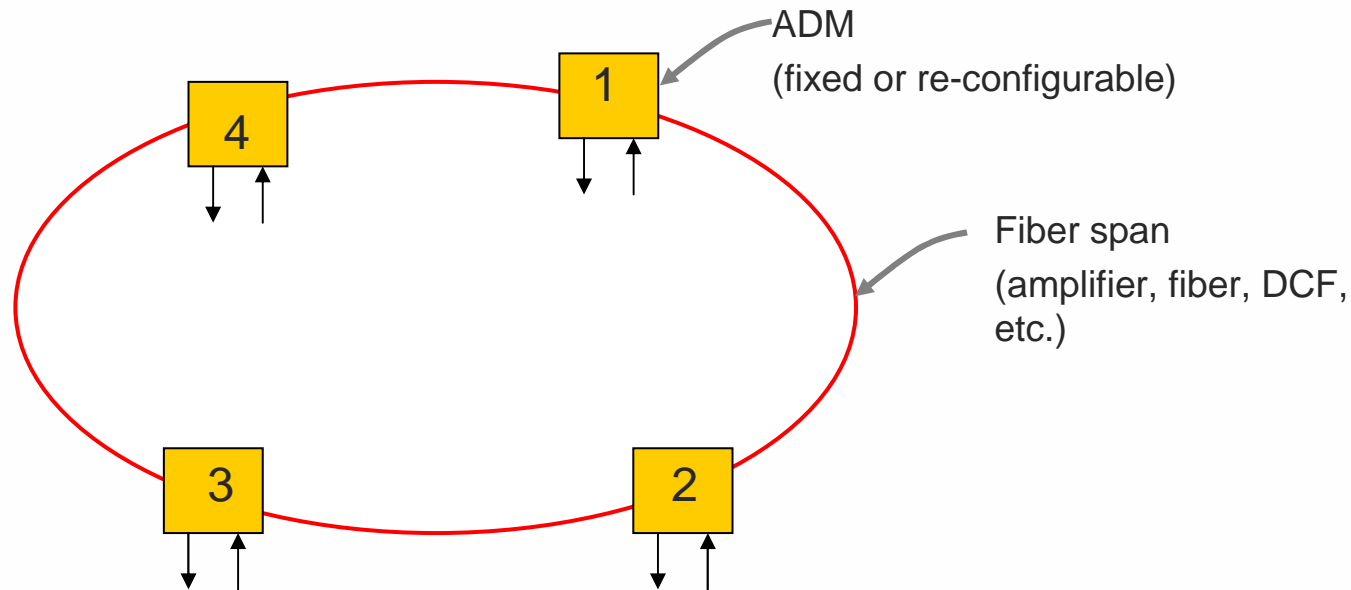 ADM
(fixed or re-configurable)
1
4
Fiber span
(amplifier, fiber, DCF,
etc.)
3
2